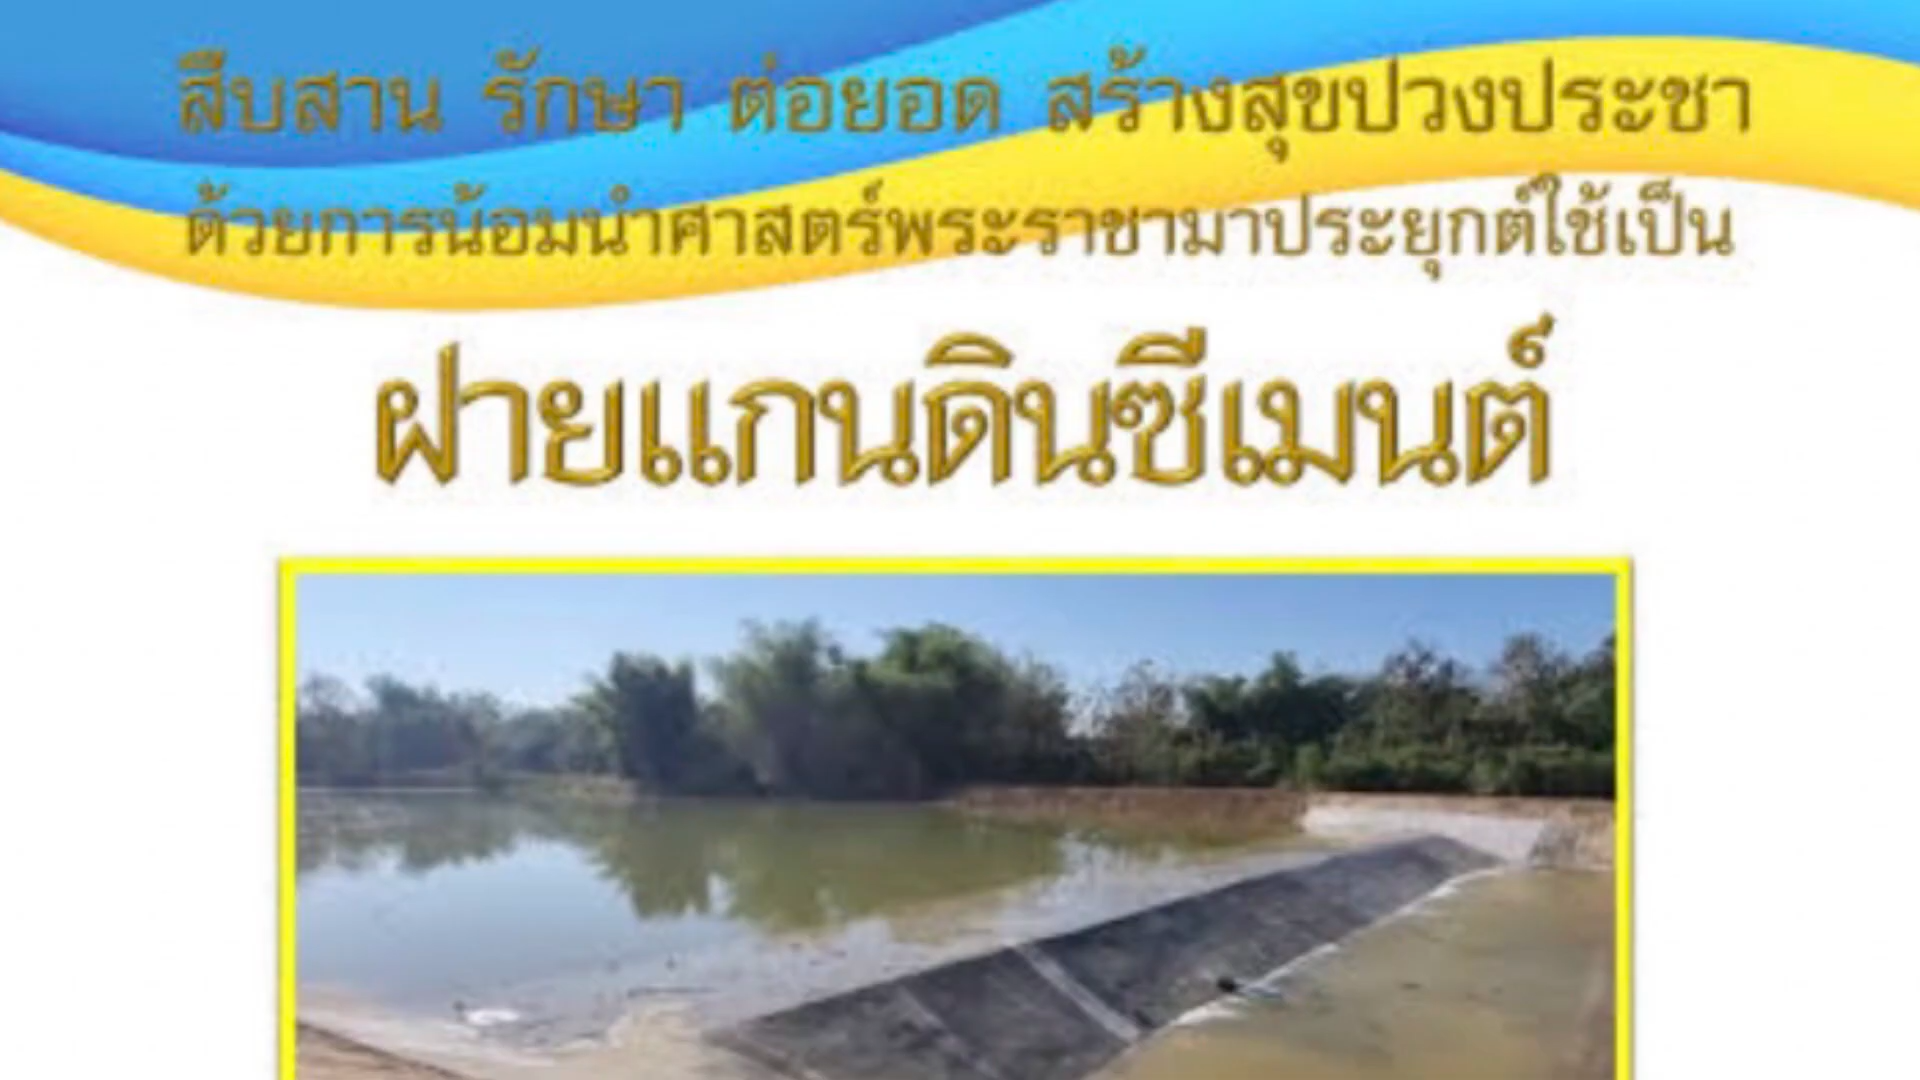 สืบสาน รักษา ต่อยอด สร้างสุขปวงประชา
ด้วยการน้อมนำศาสตร์พระราชามาประยุกต์ใช้เป็น
ฝายแกนดินซีเมนต์